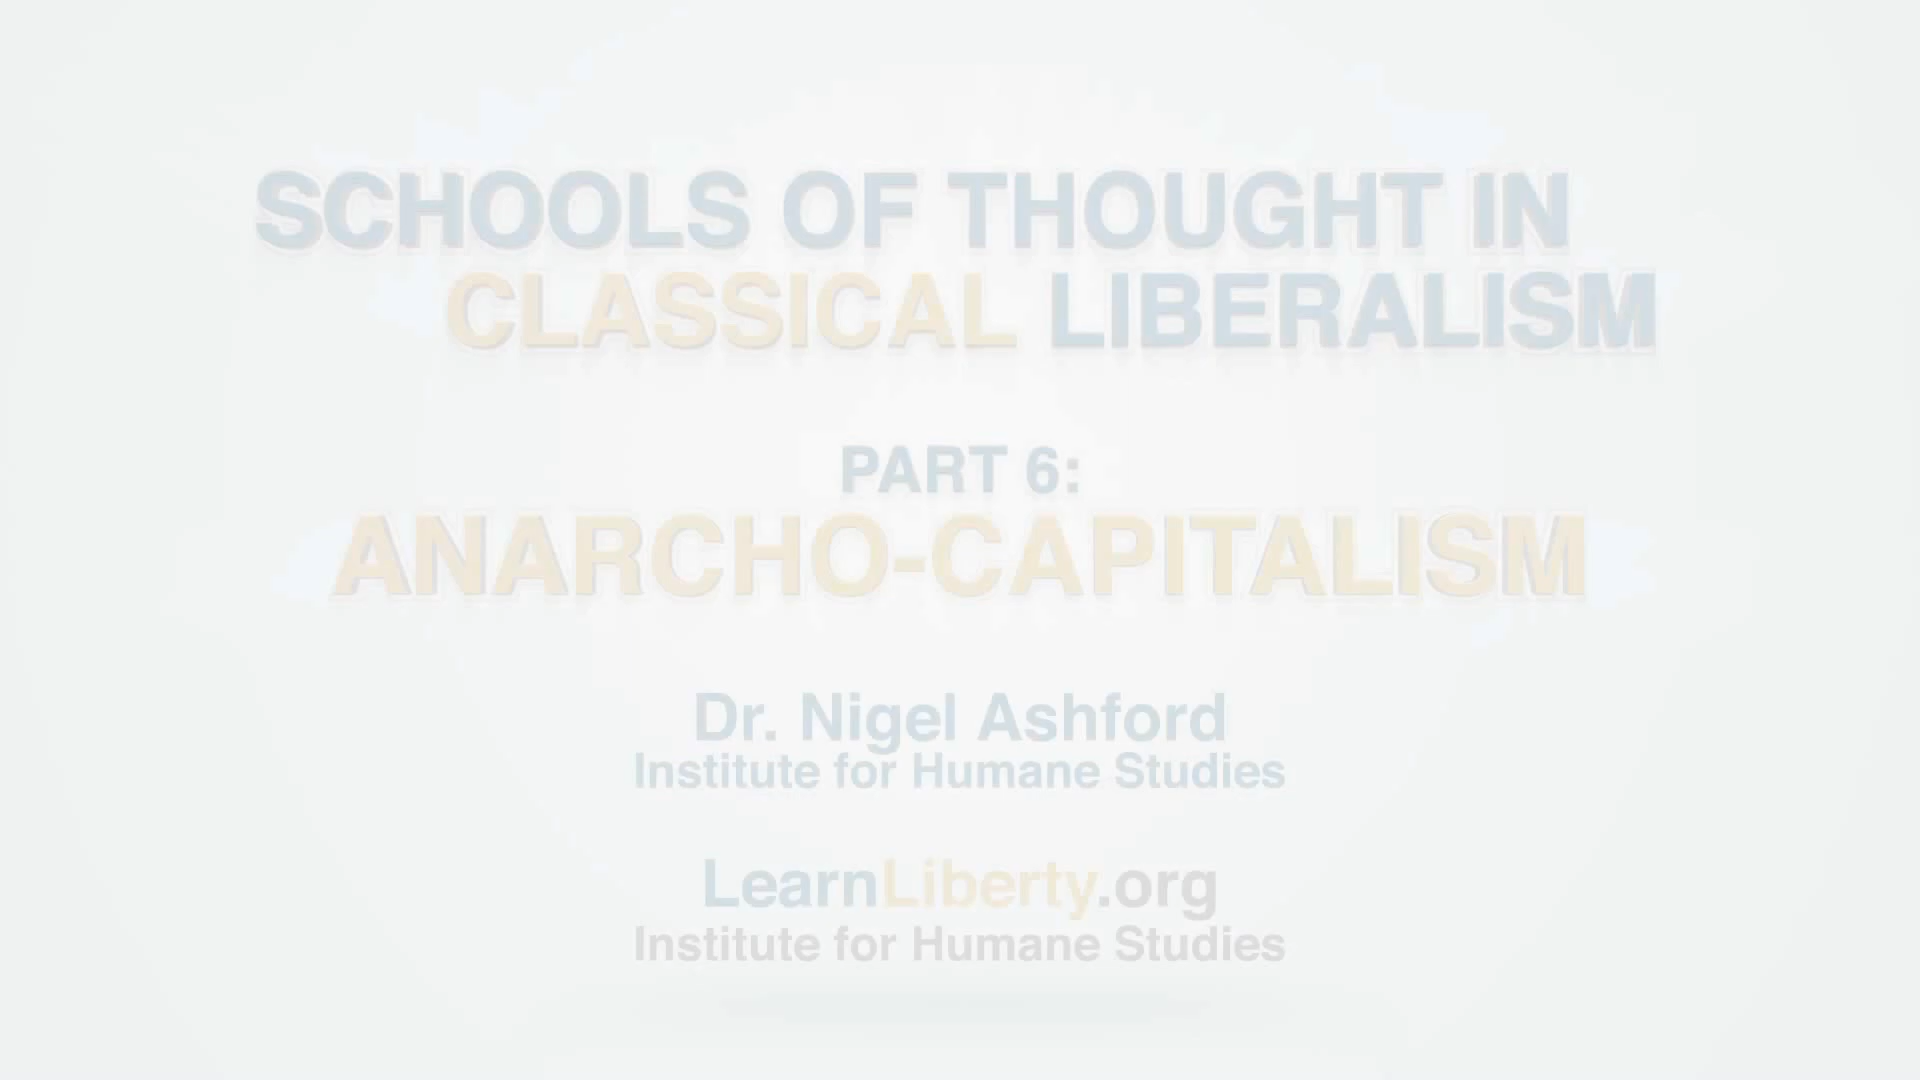 SCHOOLS OF THOUGHT IN
CLASSICAL LIBERALISM
PART 6:
ANARCHO-CAPITALISM
Dr. Nigel Ashford
Institute for Humane Studies
LearnLiberty.org
Institute for Humane Studies